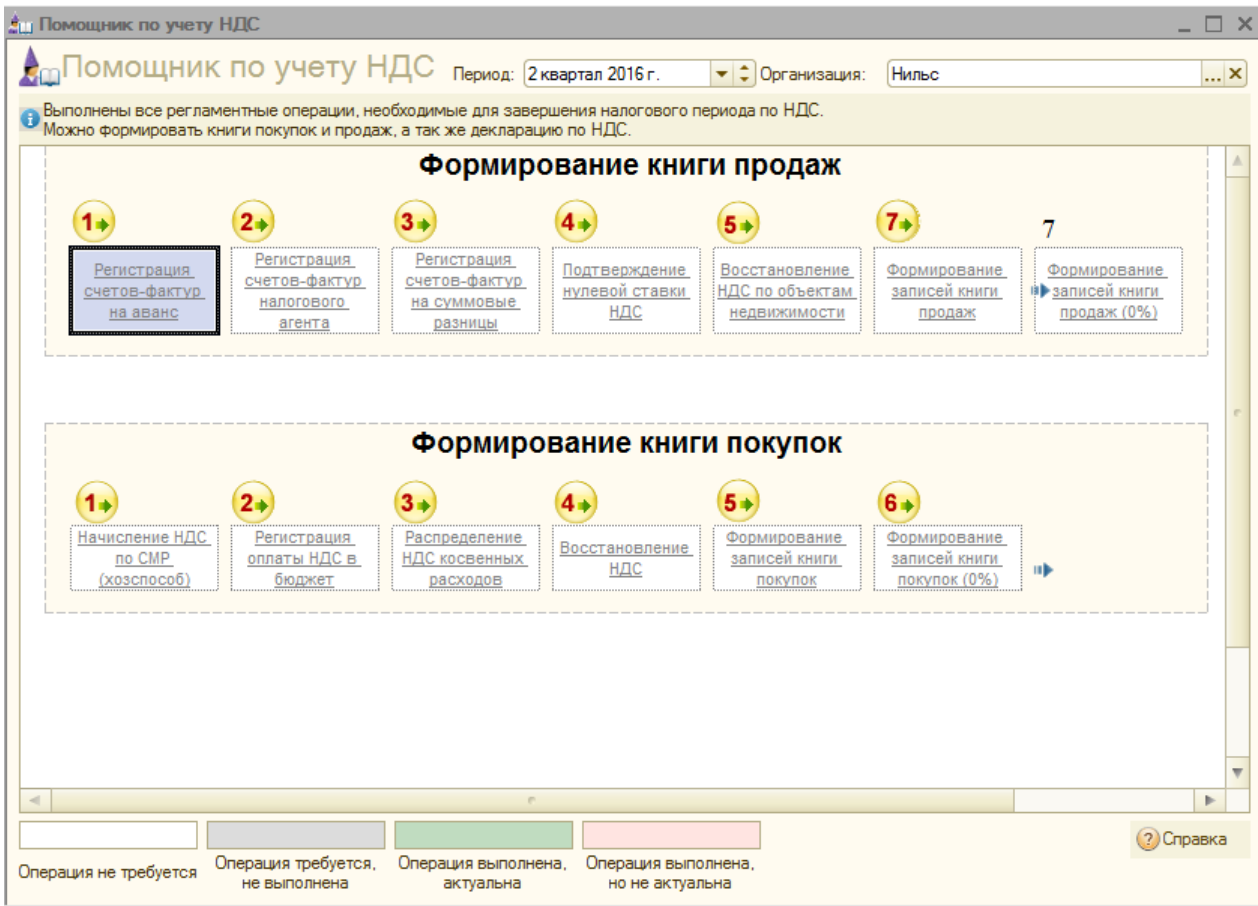 Помощник по учету НДС
Помощник по учету НДС Период: 2 квартал 2016 г. Организация: Нильс ...
Выполнены все регламентные операции, необходимые для завершения налогового периода по НДС.
Можно формировать книги покупок и продаж, а так же декларацию по НДС.
Формирование книги продаж
1 2 3 4 5 7 7
Регистрация счетов-фактур на аванс
Регистрация счетов-фактур налогового агента
Регистрация счетов-фактур на суммовые разницы
Подтверждение нулевой ставки НДС
Восстановление НДС по объектам недвижимости
Формирование записей книги продаж
Формирование записей книги продаж (0%)
Формирование книги покупок
1 2 3 4 5 6
Начисление НДС по СМР (хозспособ)
Регистрация оплаты НДС в бюджет
Распределение НДС косвенных расходов
Восстановление НДС
Формирование записей книги покупок
Формирование записей книги покупок (0%)
Операция не требуется
Операция требуется, не выполнена
Операция выполнена, актуальна
Операция выполнена, но не актуальна
? Справка